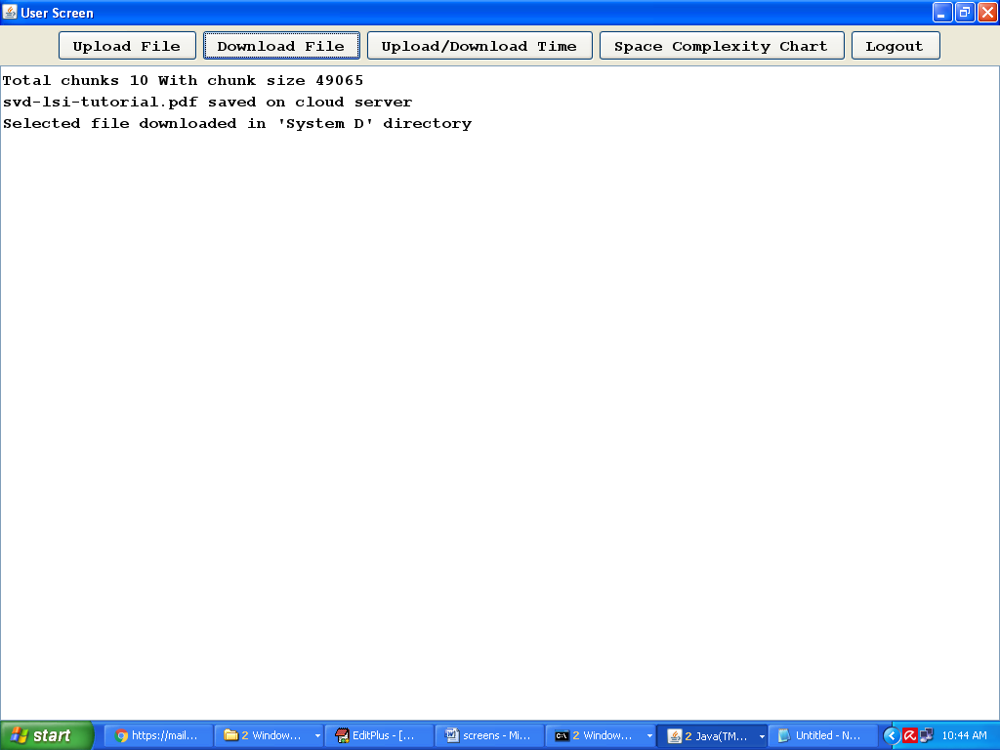 User Screen
Upload File Download File Upload/Download Time Space Complexity Chart Logout
Total chunks 10 With chunk size 49065
svd-lsi-tutorial.pdf saved on cloud server
Selected file downloaded in 'System D' directory
start https://mail... 2 Window... EditPlus - [... screens - Mi... 2 Window... 2 Java(TM... Untitled - N... 10:44 AM